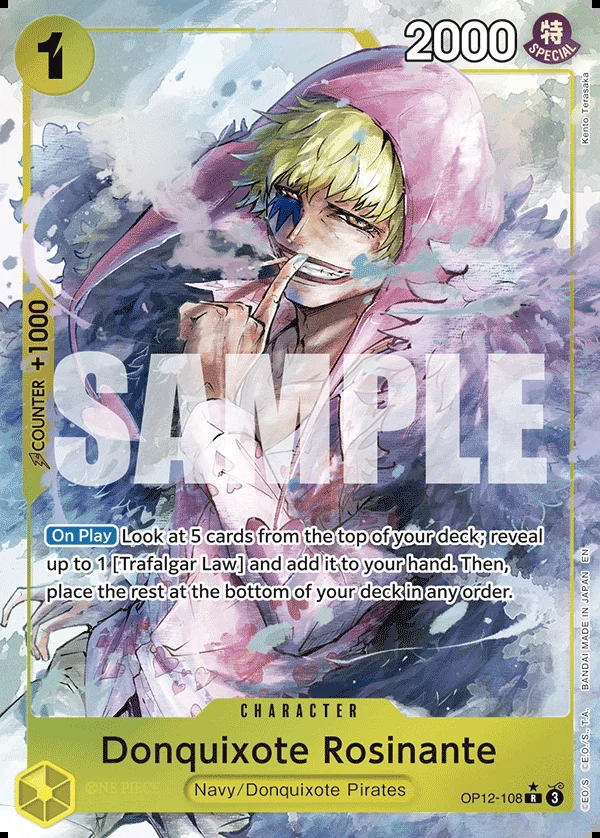 1
2000
特
SPECIAL
Kento Terasaka
COUNTER +1000
SAMPLE
On Play Look at 5 cards from the top of your deck; reveal
up to 1 [Trafalgar Law] and add it to your hand. Then,
place the rest at the bottom of your deck in any order.
©E.O/S ©E.O./S.,T.A. BANDAI MADE IN JAPAN EN
CHARACTER
Donquixote Rosinante
ONE PIECE
Navy/Donquixote Pirates
OP12-108 R 3